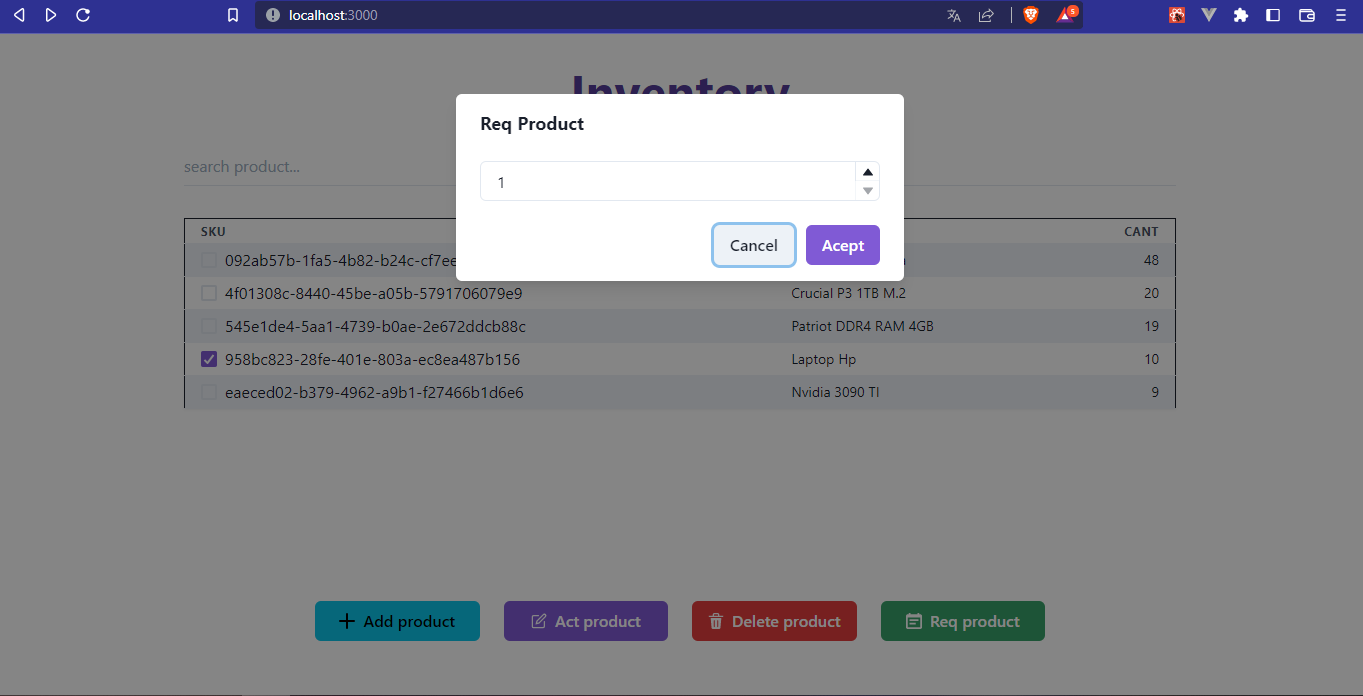 localhost:3000
5
Inventory
Req Product
search product...
1
Cancel
Acept
SKU
CANT
092ab57b-1fa5-4b82-b24c-cf7ee
48
4f01308c-8440-45be-a05b-5791706079e9
Crucial P3 1TB M.2
20
545e1de4-5aa1-4739-b0ae-2e672ddcb88c
Patriot DDR4 RAM 4GB
19
958bc823-28fe-401e-803a-ec8ea487b156
Laptop Hp
10
eaeced02-b379-4962-a9b1-f27466b1d6e6
Nvidia 3090 TI
9
Add product
Act product
Delete product
Req product